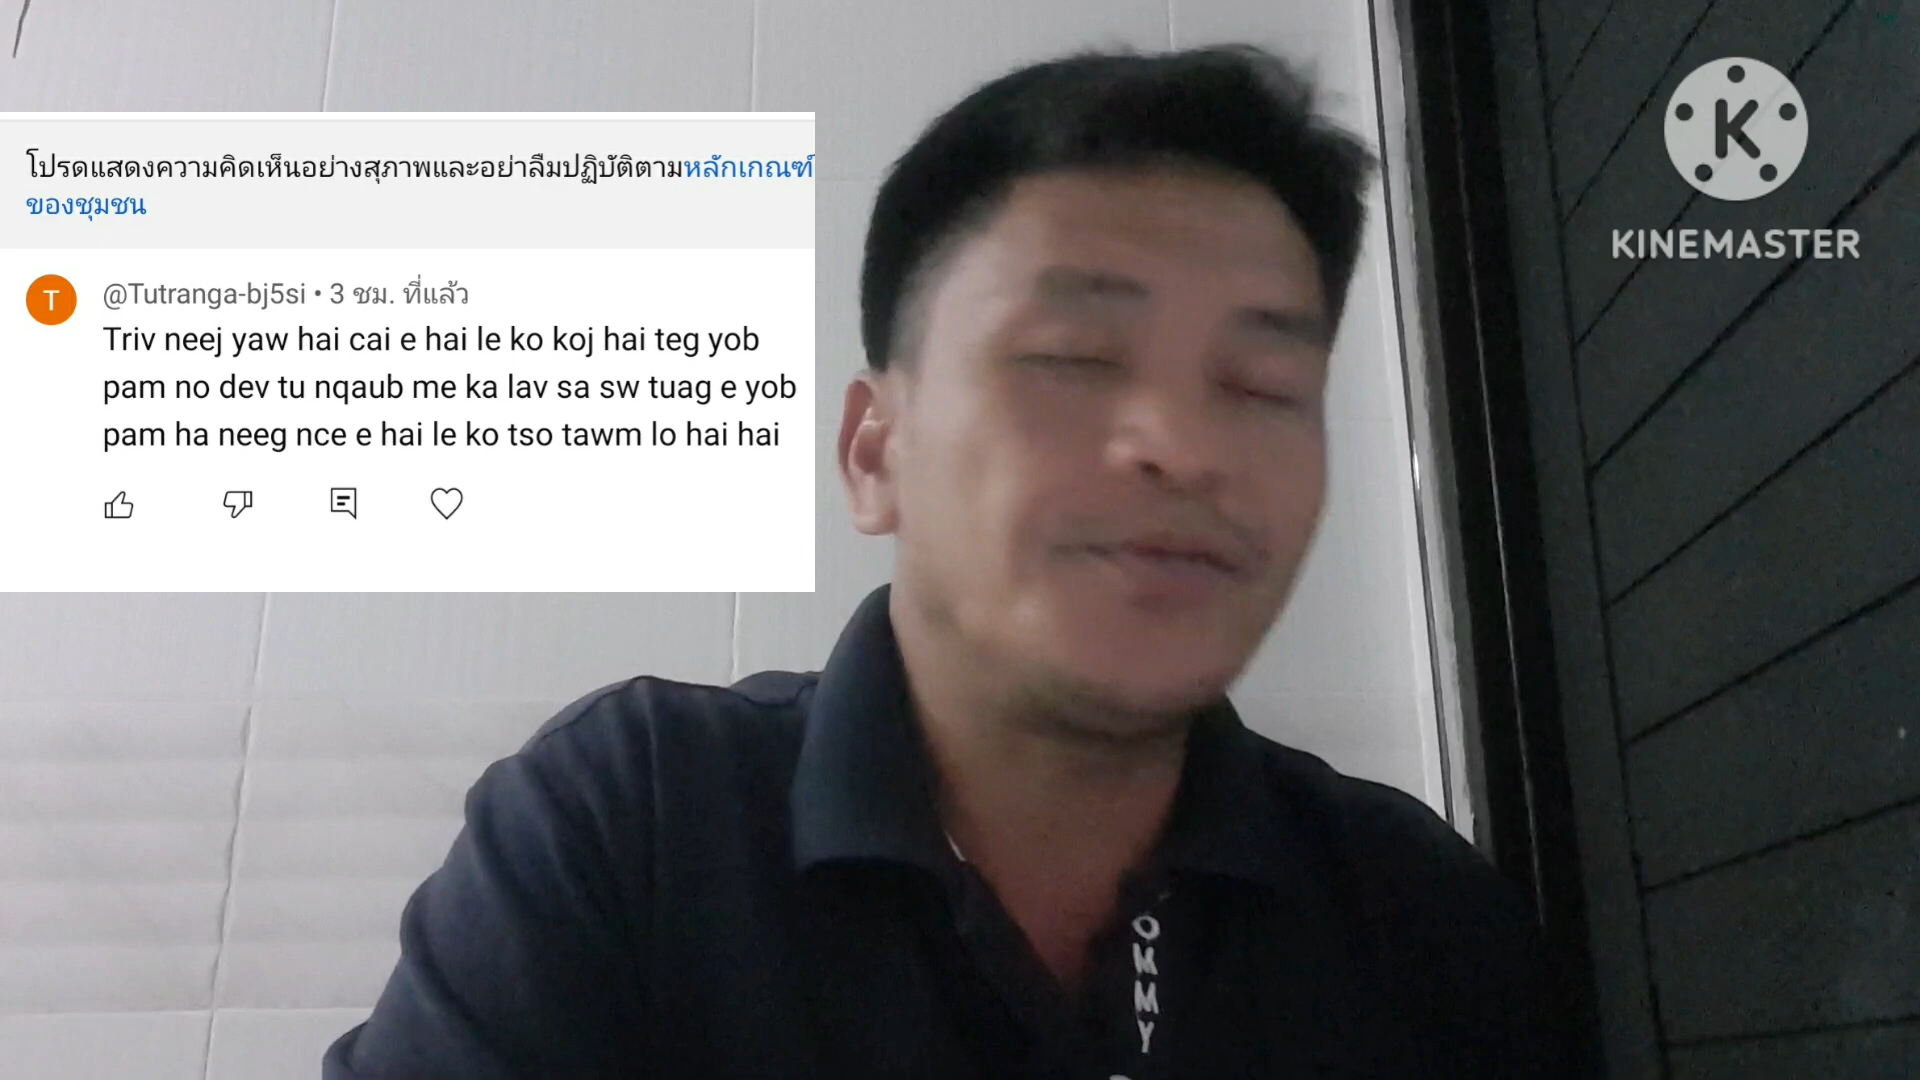 โปรดแสดงความคิดเห็นอย่างสุภาพและอย่าลืมปฏิบัติตามหลักเกณฑ์
ของชุมชน
T
@Tutranga-bj5si • 3 ชม. ที่แล้ว
Triv neej yaw hai cai e hai le ko koj hai teg yob
pam no dev tu nqaub me ka lav sa sw tuag e yob
pam ha neeg nce e hai le ko tso tawm lo hai hai
K
KINEMASTER
OMMY